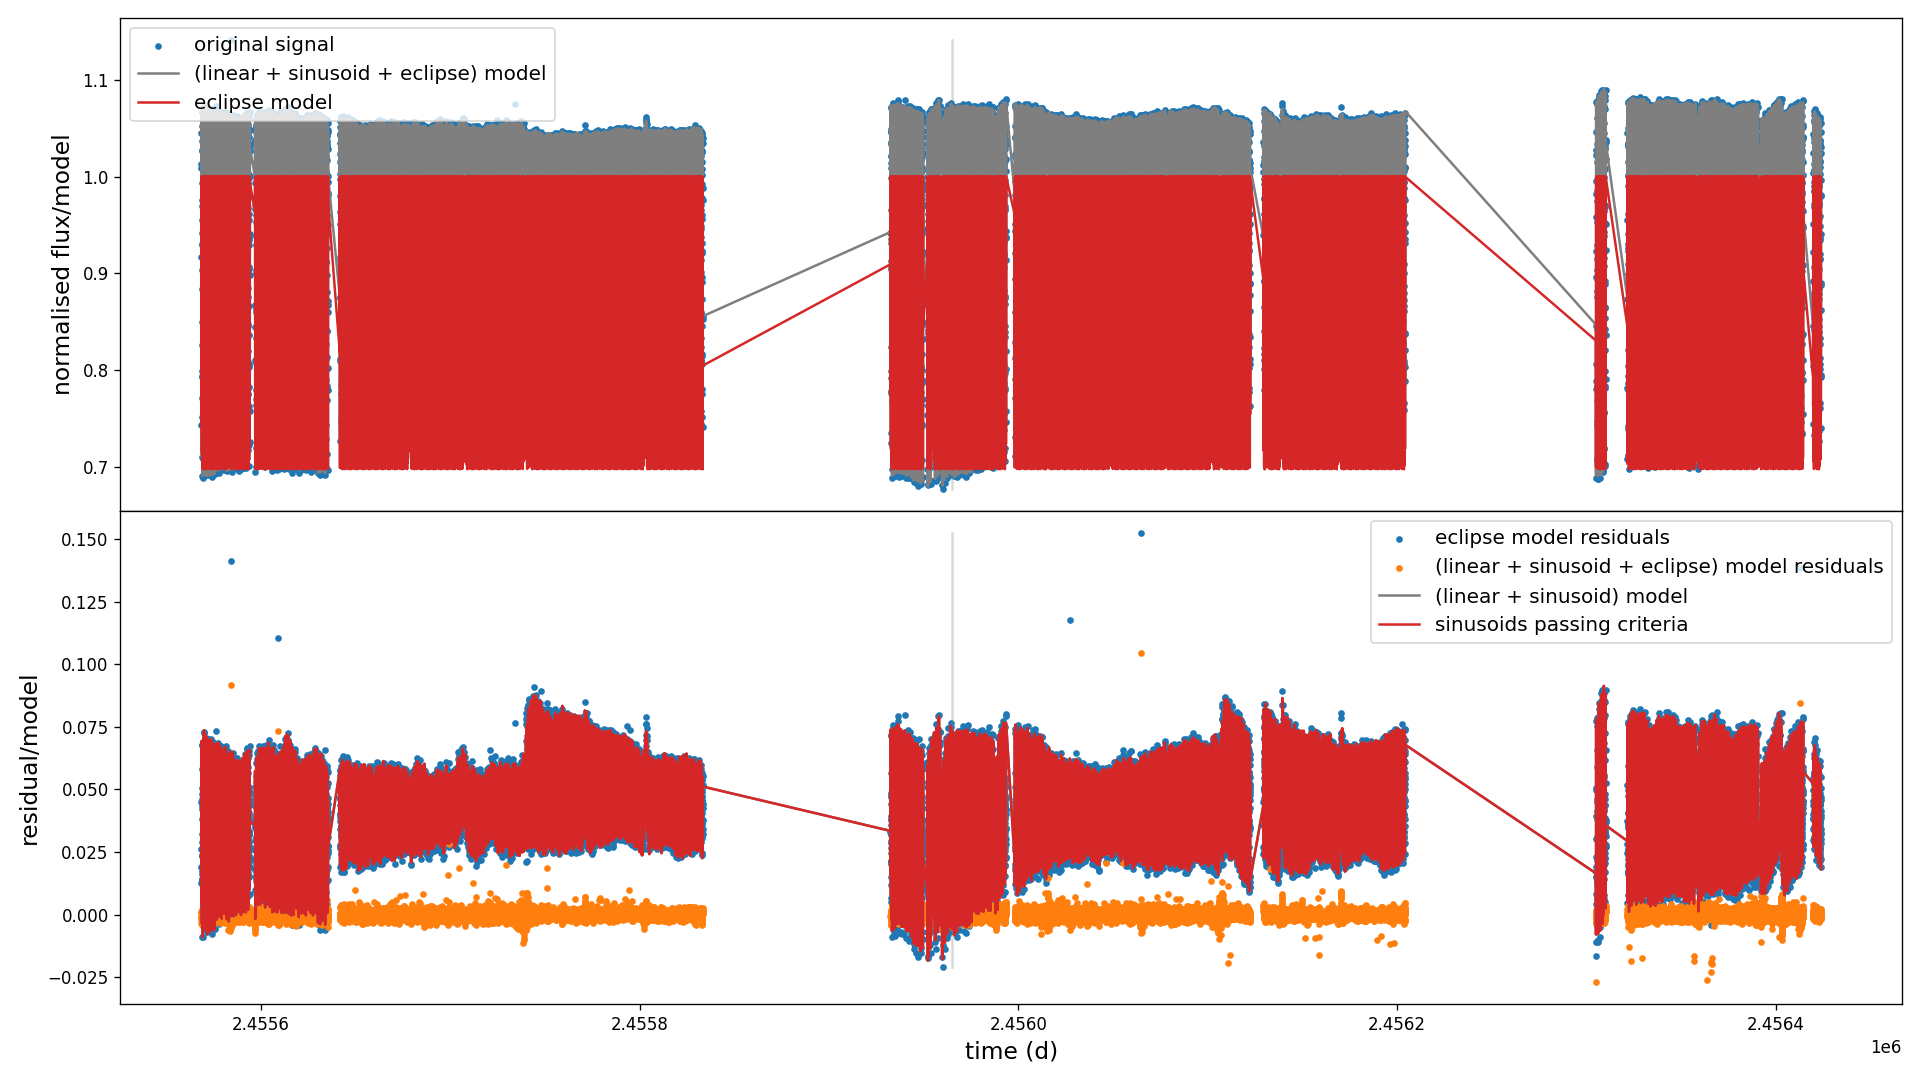 original signal
(linear + sinusoid + eclipse) model
eclipse model
normalised flux/model
1.1
1.0
0.9
0.8
0.7
eclipse model residuals
(linear + sinusoid + eclipse) model residuals
(linear + sinusoid) model
sinusoids passing criteria
residual/model
0.150
0.125
0.100
0.075
0.050
0.025
0.000
−0.025
2.4556
2.4558
2.4560
2.4562
2.4564
time (d)
1e6